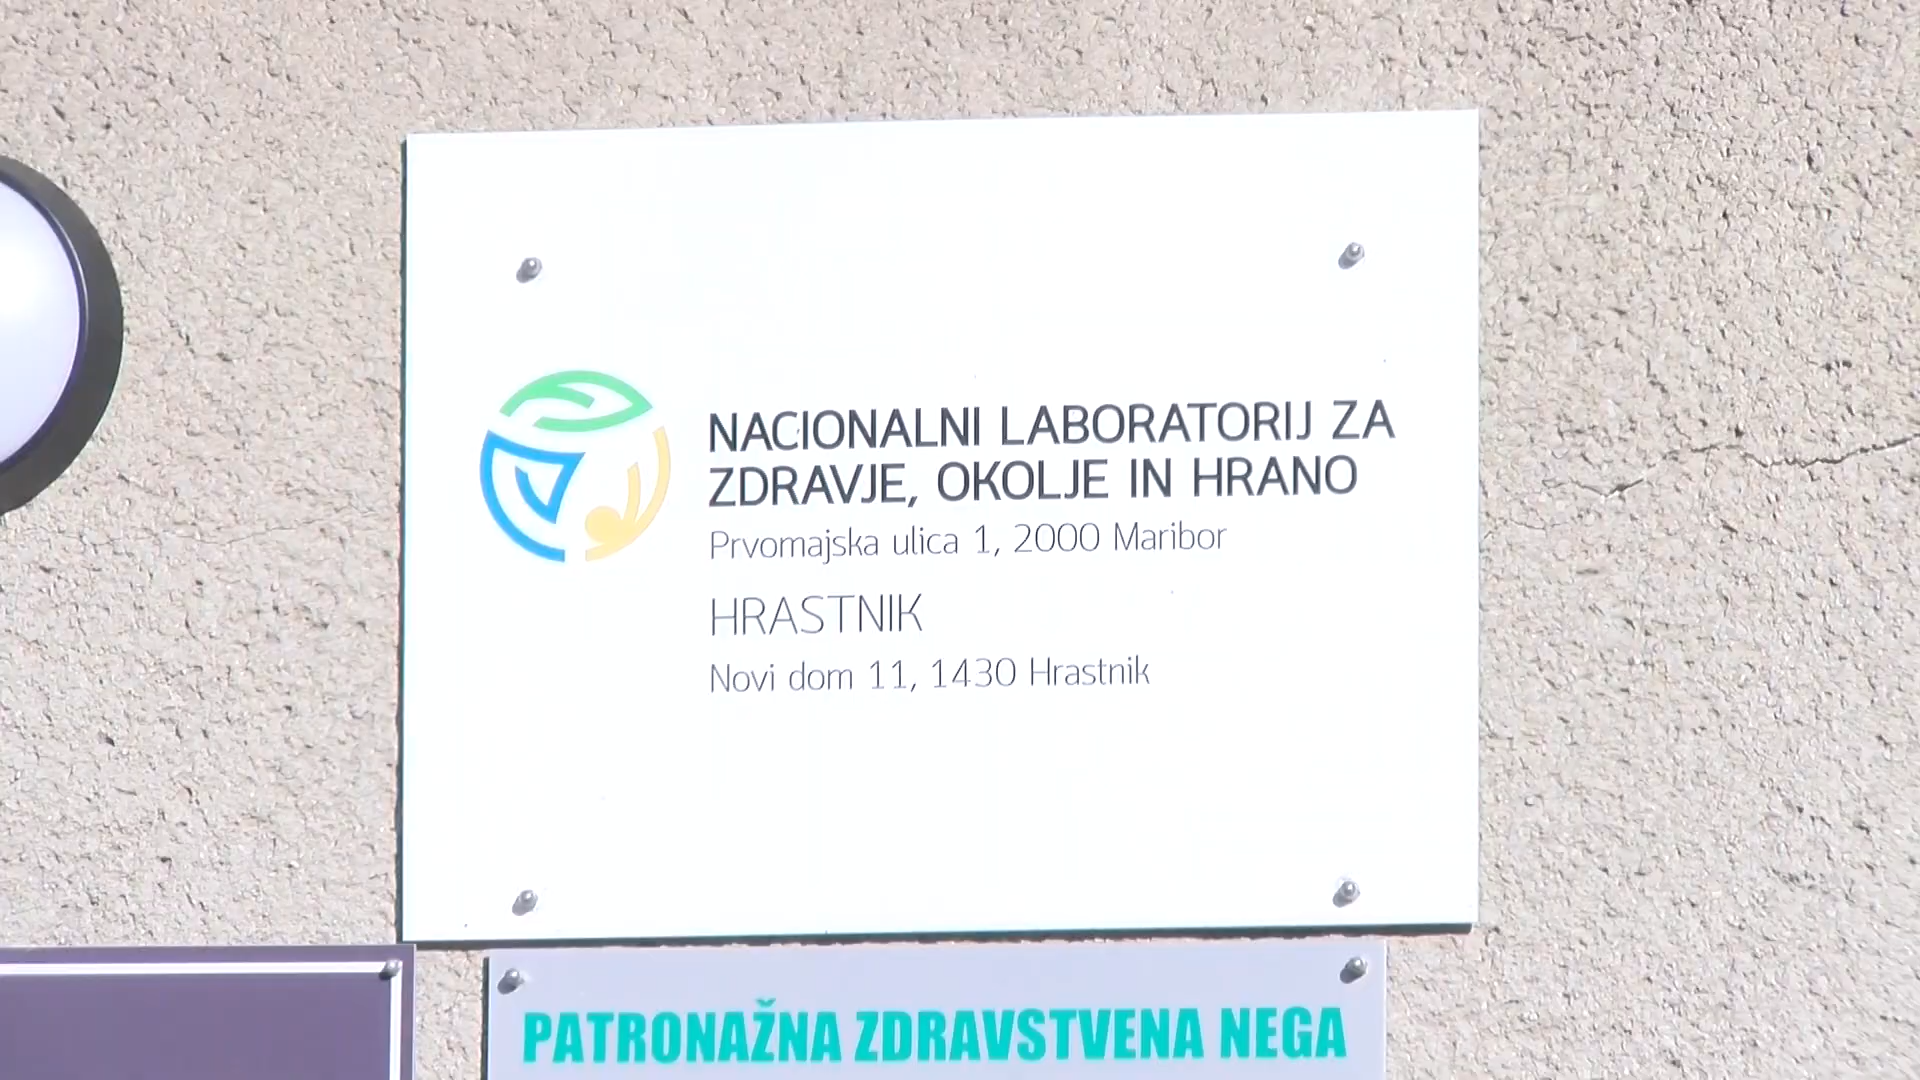 NACIONALNI LABORATORIJ ZA
ZDRAVJE, OKOLJE IN HRANO
Prvomajska ulica 1, 2000 Maribor
HRASTNIK
Novi dom 11, 1430 Hrastnik
PATRONAŽNA ZDRAVSTVENA NEGA